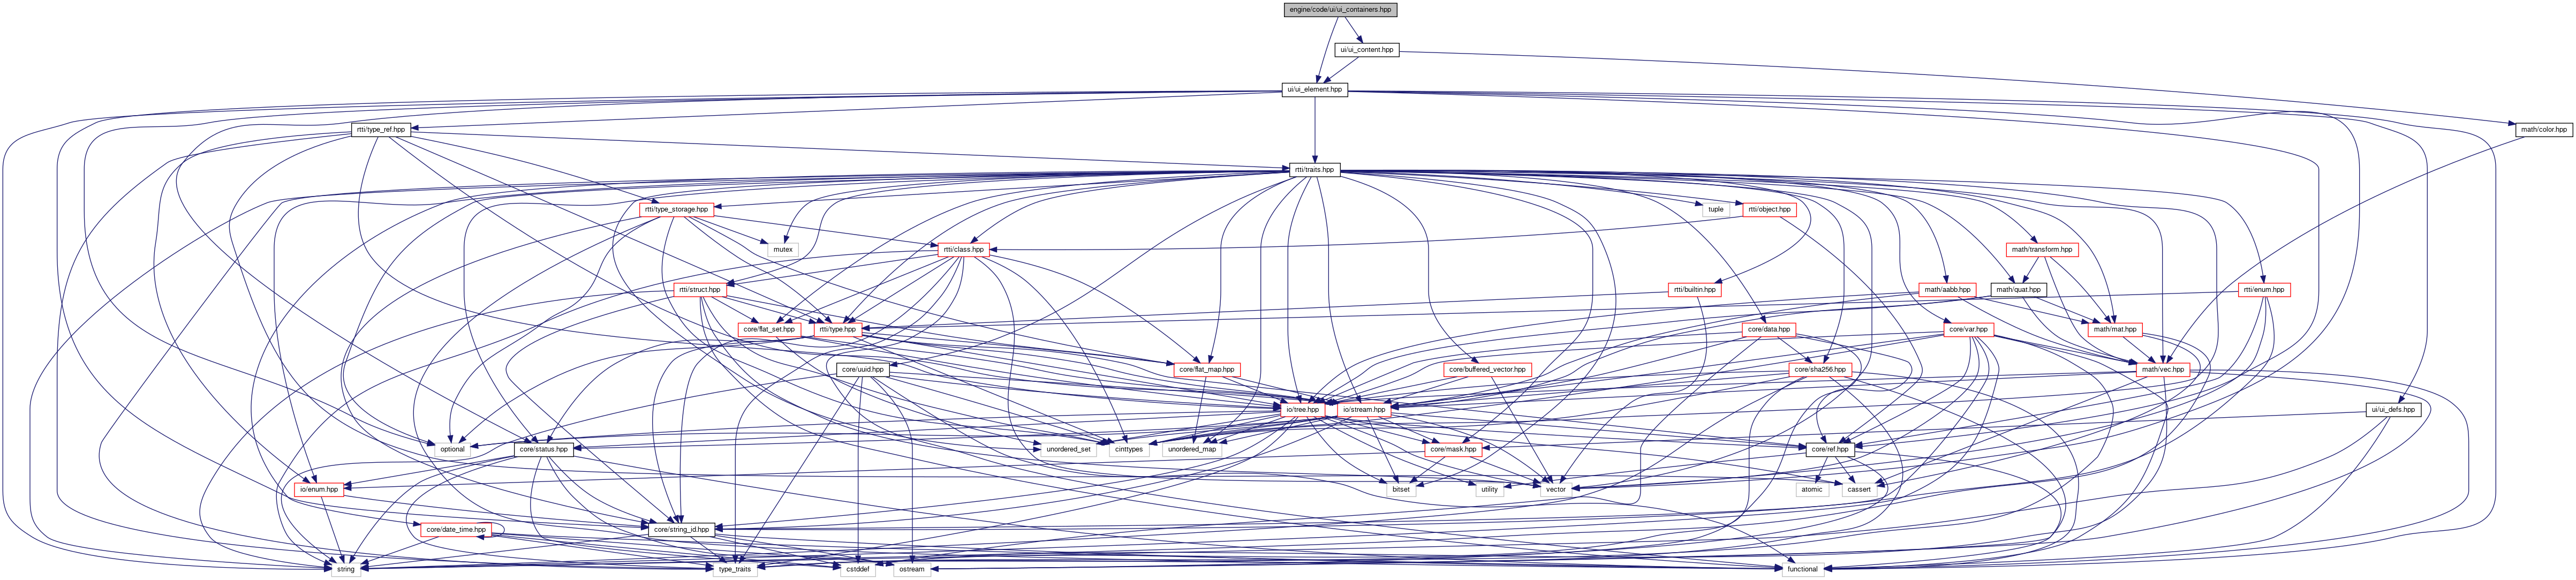 engine/code/ui/ui_containers.hpp
ui/ui_content.hpp
ui/ui_element.hpp
rtti/type_ref.hpp
math/color.hpp
rtti/traits.hpp
rtti/type_storage.hpp
tuple
rtti/object.hpp
mutex
rtti/class.hpp
math/transform.hpp
rtti/struct.hpp
rtti/builtin.hpp
math/aabb.hpp
math/quat.hpp
rtti/enum.hpp
core/flat_set.hpp
rtti/type.hpp
core/data.hpp
core/var.hpp
math/mat.hpp
core/uuid.hpp
core/flat_map.hpp
core/buffered_vector.hpp
core/sha256.hpp
math/vec.hpp
io/tree.hpp
io/stream.hpp
ui/ui_defs.hpp
optional
core/status.hpp
unordered_set
cinttypes
unordered_map
core/mask.hpp
core/ref.hpp
io/enum.hpp
bitset
utility
vector
atomic
cassert
core/date_time.hpp
core/string_id.hpp
string
type_traits
cstddef
ostream
functional